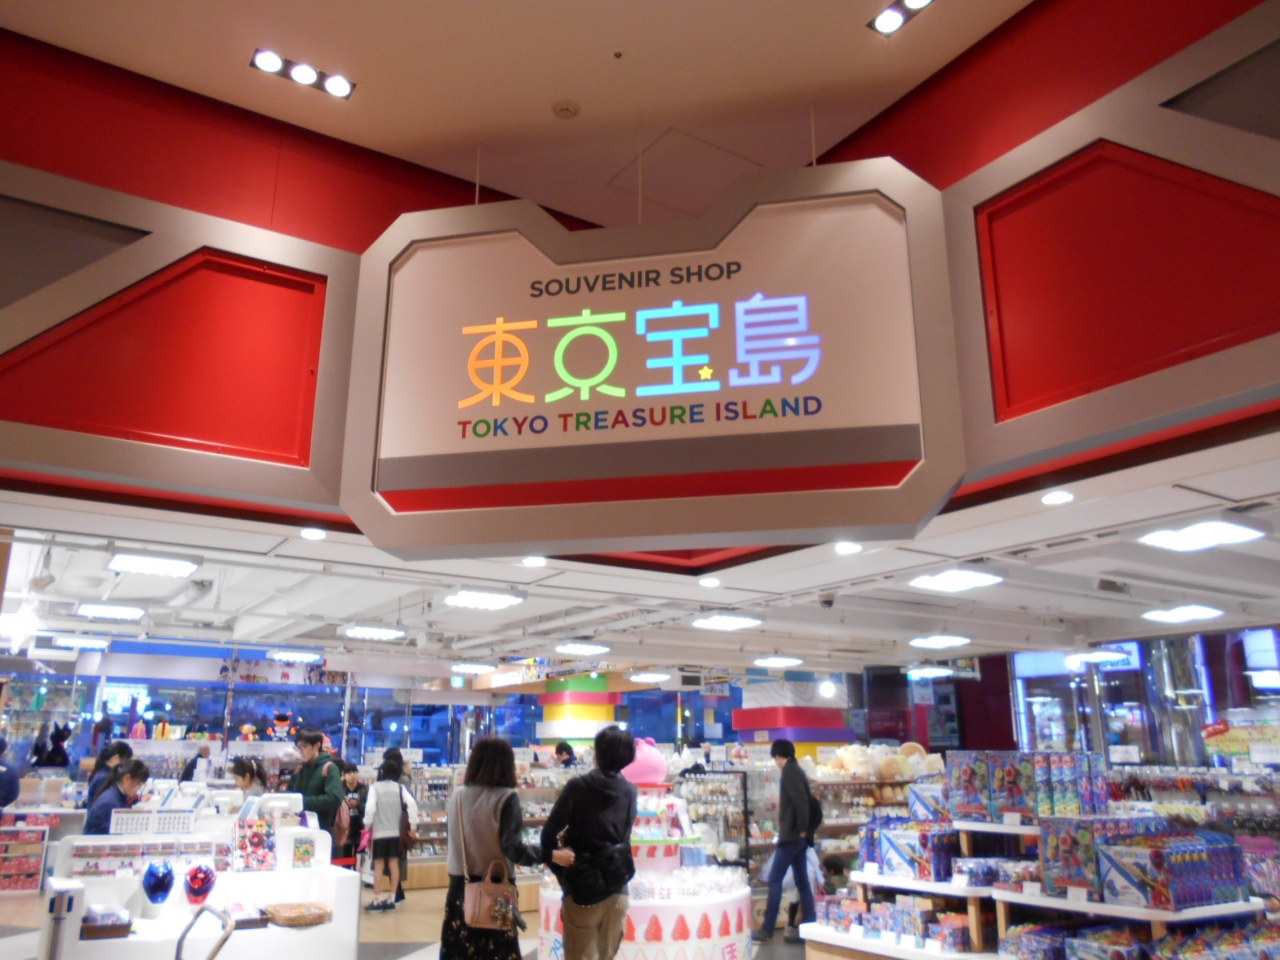 SOUVENIR SHOP
東京宝島
TOKYO TREASURE ISLAND